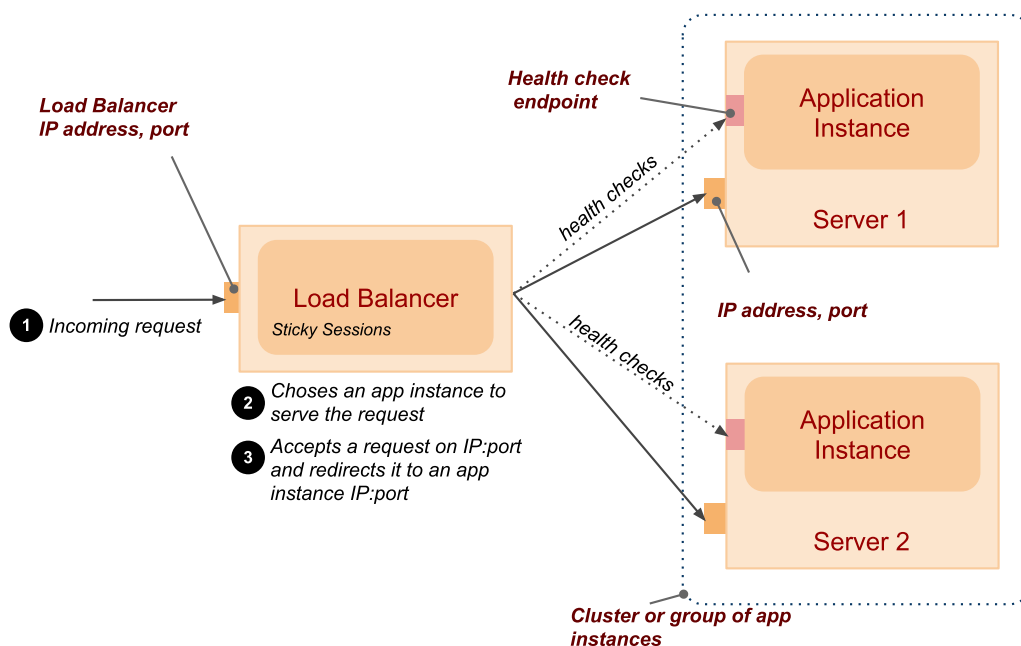 Load Balancer
IP address, port
1
Incoming request
Load Balancer
Sticky Sessions
2
Choses an app instance to
serve the request
3
Accepts a request on IP:port
and redirects it to an app
instance IP:port
Health check
endpoint
health checks
health checks
Application
Instance
Server 1
IP address, port
Application
Instance
Server 2
Cluster or group of app
instances